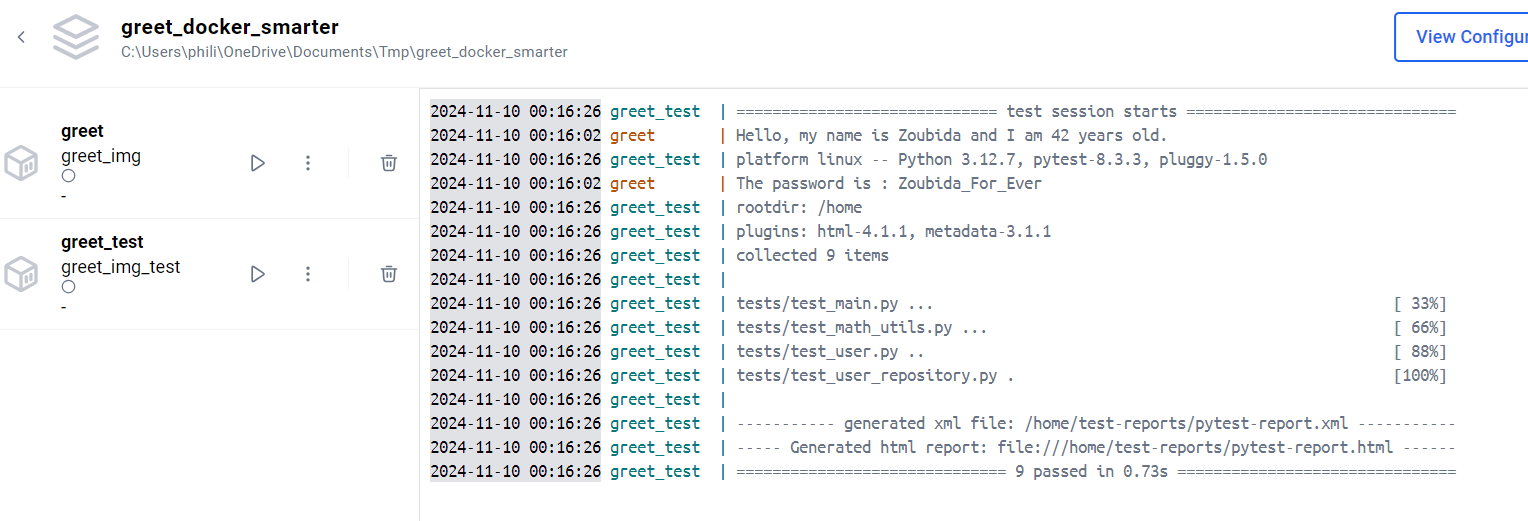 greet_docker_smarter
C:\Users\phili\OneDrive\Documents\Tmp\greet_docker_smarter
View Configur
greet
greet_img
-
greet_test
greet_img_test
-
2024-11-10 00:16:26 greet_test | ============================= test session starts ==============================
2024-11-10 00:16:02 greet | Hello, my name is Zoubida and I am 42 years old.
2024-11-10 00:16:26 greet_test | platform linux -- Python 3.12.7, pytest-8.3.3, pluggy-1.5.0
2024-11-10 00:16:02 greet | The password is : Zoubida_For_Ever
2024-11-10 00:16:26 greet_test | rootdir: /home
2024-11-10 00:16:26 greet_test | plugins: html-4.1.1, metadata-3.1.1
2024-11-10 00:16:26 greet_test | collected 9 items
2024-11-10 00:16:26 greet_test |
2024-11-10 00:16:26 greet_test | tests/test_main.py ... [ 33%]
2024-11-10 00:16:26 greet_test | tests/test_math_utils.py ... [ 66%]
2024-11-10 00:16:26 greet_test | tests/test_user.py .. [ 88%]
2024-11-10 00:16:26 greet_test | tests/test_user_repository.py . [100%]
2024-11-10 00:16:26 greet_test |
2024-11-10 00:16:26 greet_test | ----------- generated xml file: /home/test-reports/pytest-report.xml -----------
2024-11-10 00:16:26 greet_test | ----- Generated html report: file:///home/test-reports/pytest-report.html ------
2024-11-10 00:16:26 greet_test | ============================== 9 passed in 0.73s ===============================